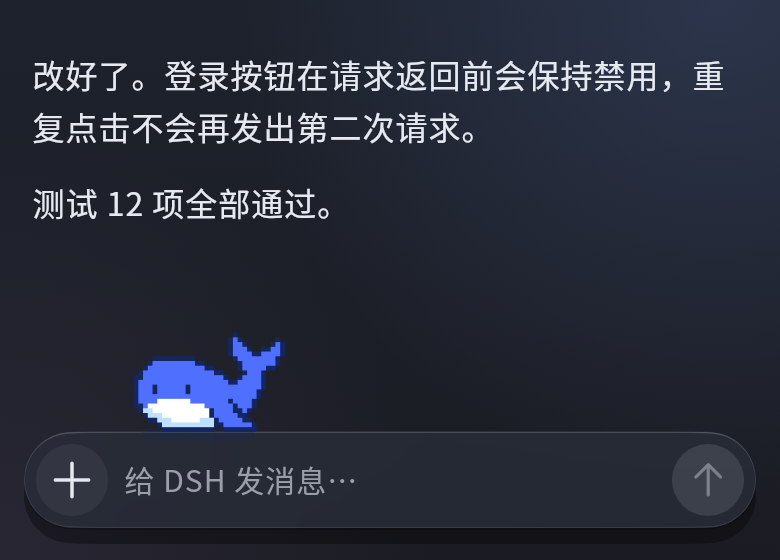 改好了。登录按钮在请求返回前会保持禁用，重
复点击不会再发出第二次请求。
测试 12 项全部通过。
给 DSH 发消息…